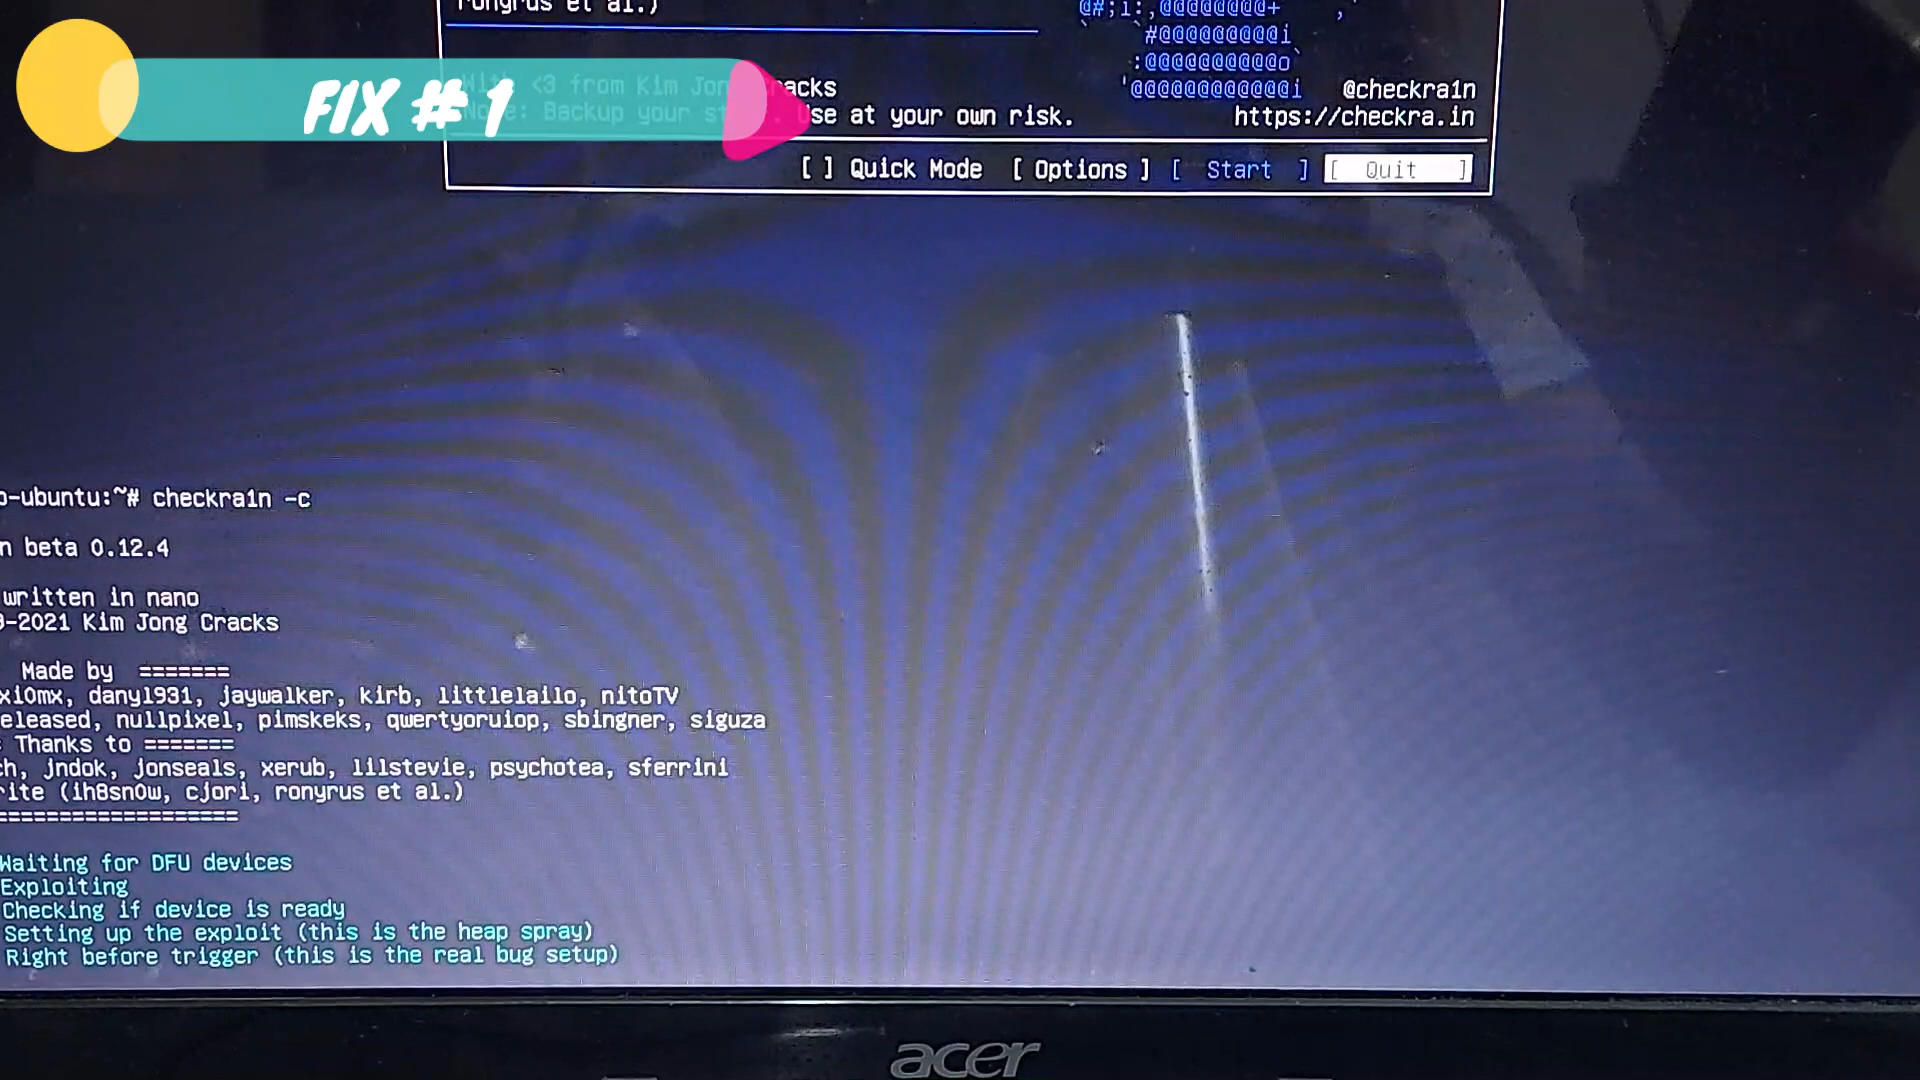 ronyrus et al.)
FIX # 1
With <3 from Kim Jong Cracks
@checkra1n
Note: Backup your st . Use at your own risk.
https://checkra.in
[ ] Quick Mode [ Options ] [ Start ] [ Quit ]
o-ubuntu:~# checkra1n -c
n beta 0.12.4
written in nano
9-2021 Kim Jong Cracks
Made by =======
xi0mx, danyl931, jaywalker, kirb, littlelailo, nitoTV
eleased, nullpixel, pimskeks, qwertyoruiop, sbingner, siguza
Thanks to =======
ch, jndok, jonseals, xerub, lilstevie, psychotea, sferrini
rite (ih8sn0w, cjori, ronyrus et al.)
====================
Waiting for DFU devices
Exploiting
Checking if device is ready
Setting up the exploit (this is the heap spray)
Right before trigger (this is the real bug setup)
acer